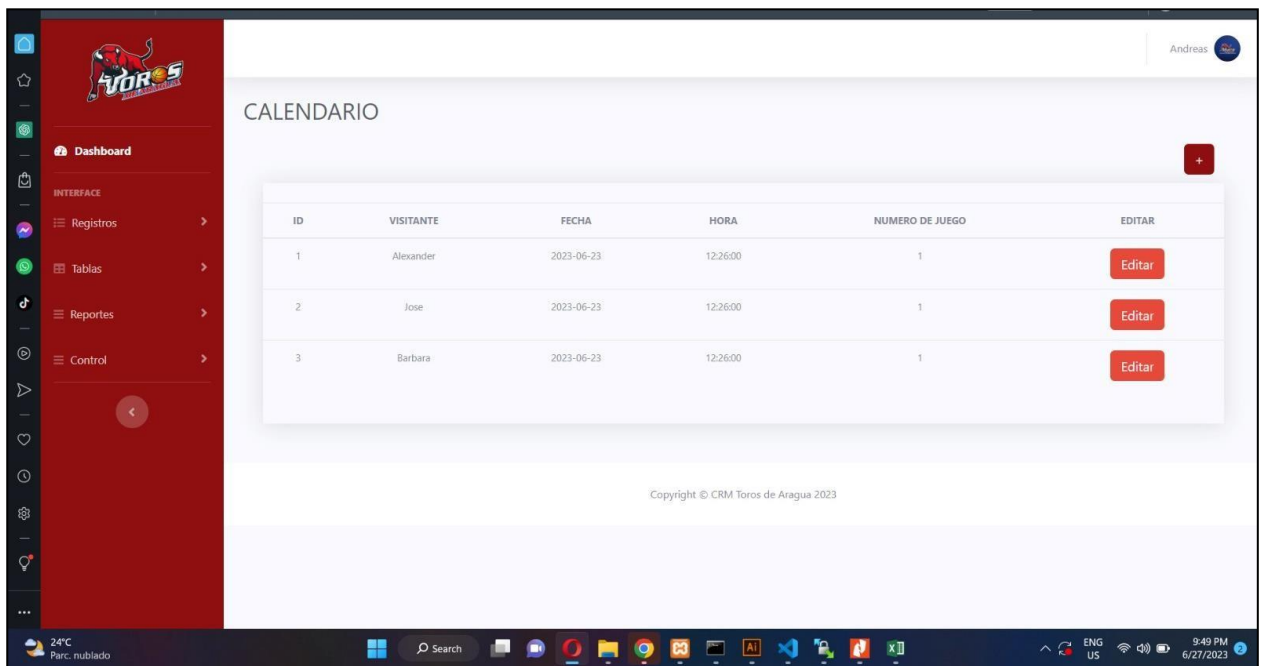 TOROS
Andreas
CALENDARIO
Dashboard
+
INTERFACE
Registros
Tablas
Reportes
Control
ID VISITANTE FECHA HORA NUMERO DE JUEGO EDITAR
1 Alexander 2023-06-23 12:26:00 1 Editar
2 Jose 2023-06-23 12:26:00 1 Editar
3 Barbara 2023-06-23 12:26:00 1 Editar
Copyright © CRM Toros de Aragua 2023
24°C
Parc. nublado
Search
Ai
ENG
US
9:49 PM
6/27/2023
2